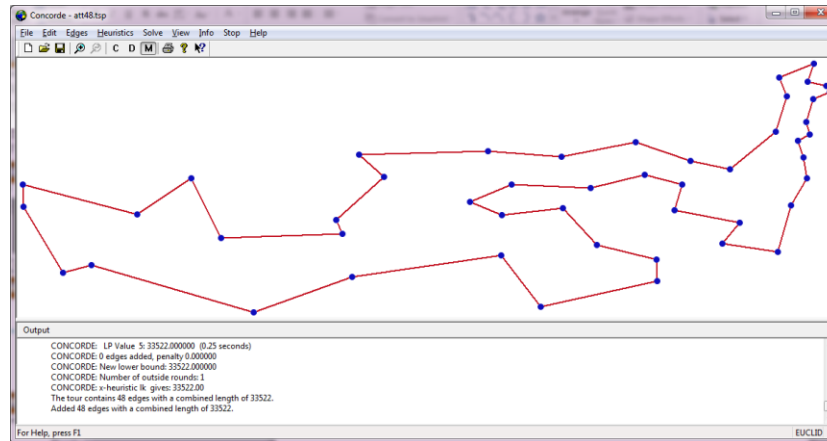 Concorde - att48.tsp
File Edit Edges Heuristics Solve View Info Stop Help
C D M
Output
CONCORDE: LP Value 5: 33522.000000 (0.25 seconds)
CONCORDE: 0 edges added, penalty 0.000000
CONCORDE: New lower bound: 33522.000000
CONCORDE: Number of outside rounds: 1
CONCORDE: x-heuristic lk gives: 33522.00
The tour contains 48 edges with a combined length of 33522.
Added 48 edges with a combined length of 33522.
For Help, press F1
EUCLID